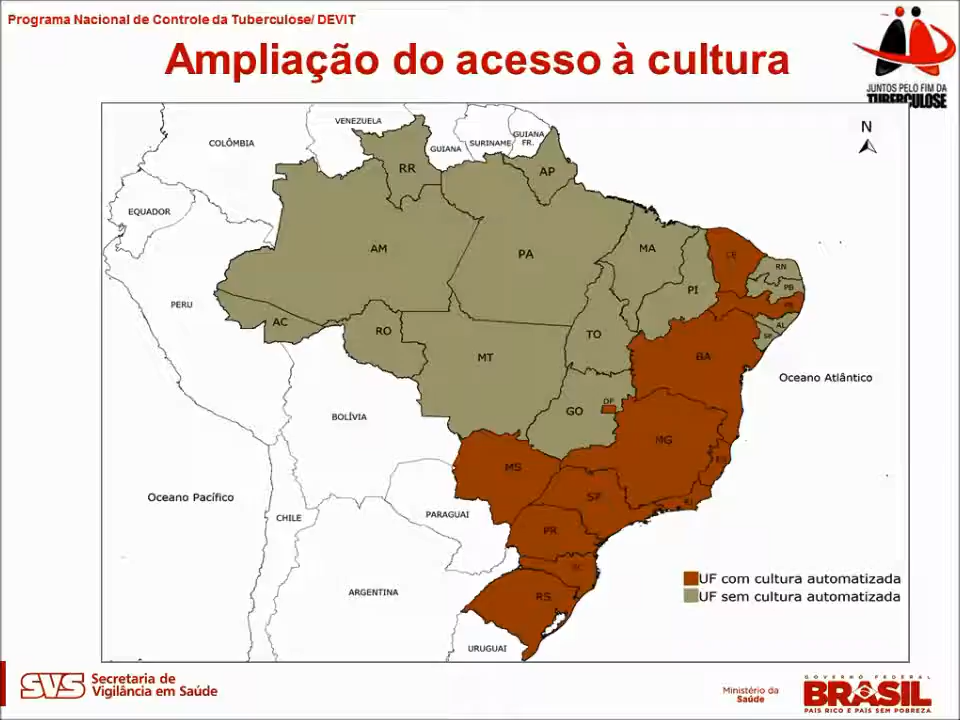 Programa Nacional de Controle da Tuberculose/ DEVIT
Ampliação do acesso à cultura
JUNTOS PELO FIM DA
TUBERCULOSE
N
VENEZUELA
COLÔMBIA
GUIANA
SURINAME
GUIANA
FR.
RR
AP
EQUADOR
AM
PA
MA
CE
RN
PI
PB
PE
PERU
AC
RO
TO
AL
SE
MT
BA
Oceano Atlântico
GO
DF
BOLÍVIA
MG
MS
ES
SP
RJ
Oceano Pacífico
CHILE
PARAGUAI
PR
SC
ARGENTINA
RS
URUGUAI
UF com cultura automatizada
UF sem cultura automatizada
SVS
Secretaria de
Vigilância em Saúde
Ministério da
Saúde
GOVERNO FEDERAL
BRASIL
PAÍS RICO É PAÍS SEM POBREZA